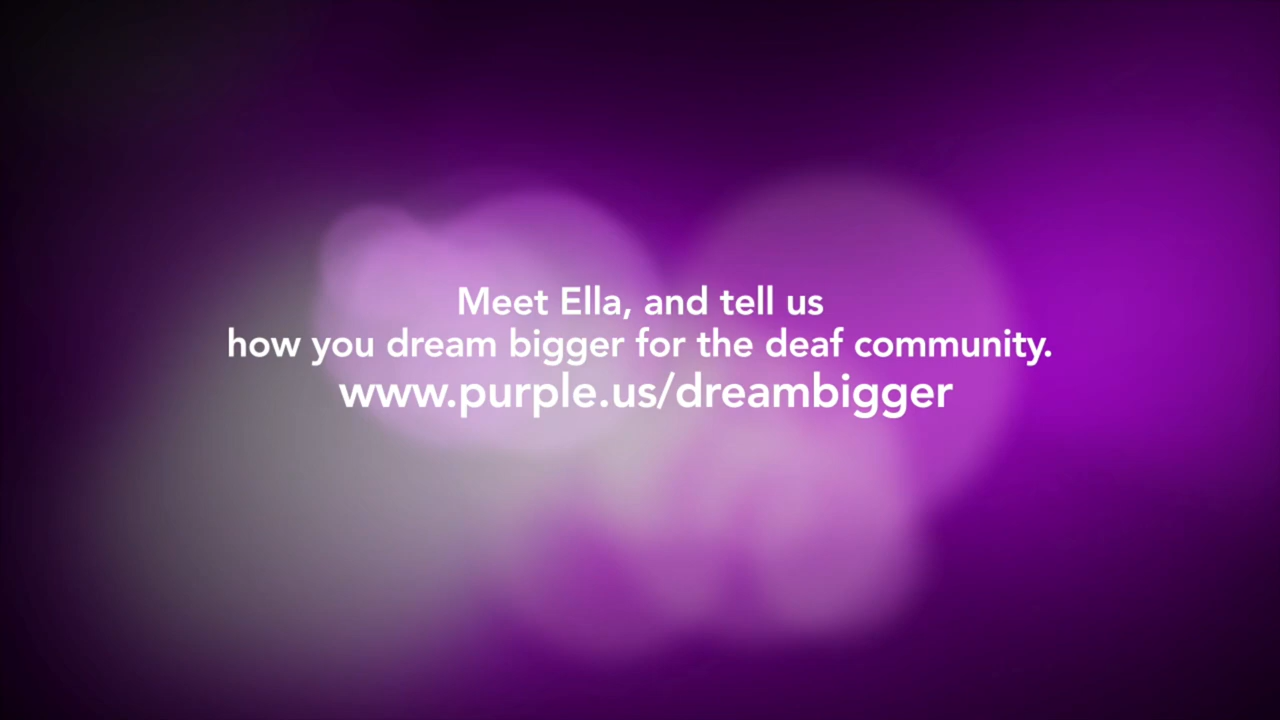 Meet Ella, and tell us
how you dream bigger for the deaf community.
www.purple.us/dreambigger